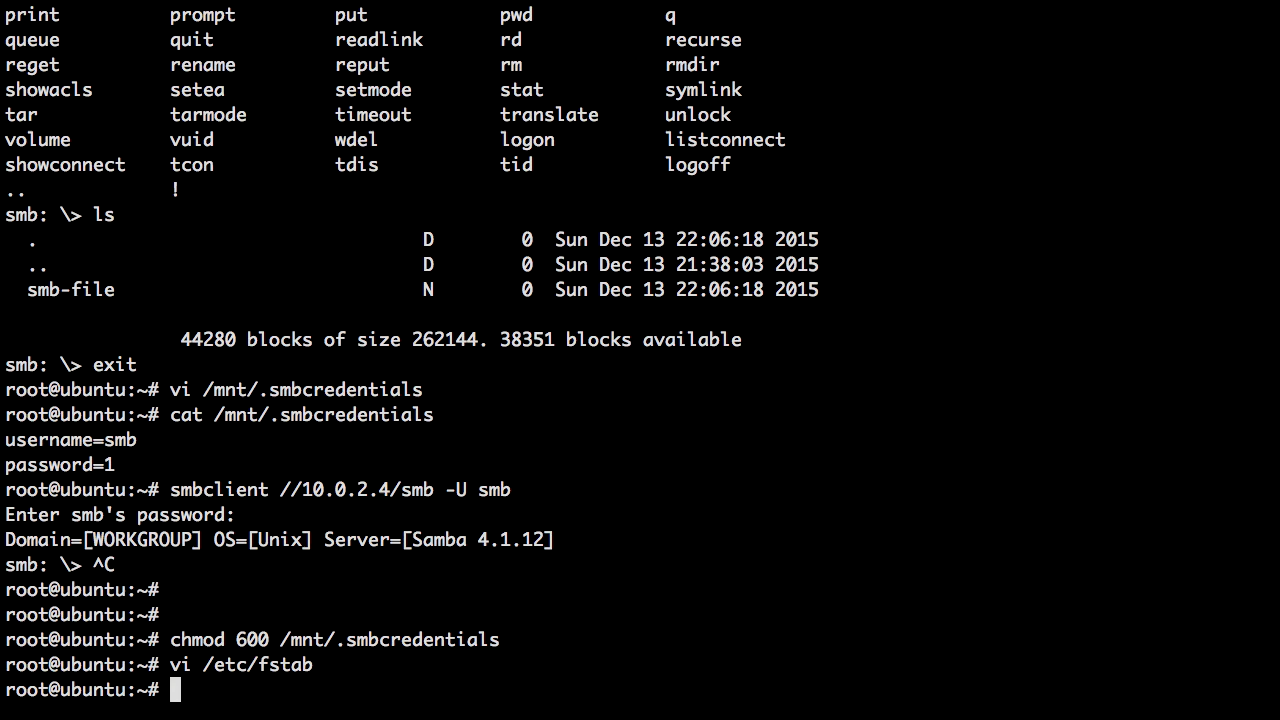 print          prompt         put            pwd            q
queue          quit           readlink       rd             recurse
reget          rename         reput          rm             rmdir
showacls       setea          setmode        stat           symlink
tar            tarmode        timeout        translate      unlock
volume         vuid           wdel           logon          listconnect
showconnect    tcon           tdis           tid            logoff
..             !
smb: \> ls
  .                                   D        0  Sun Dec 13 22:06:18 2015
  ..                                  D        0  Sun Dec 13 21:38:03 2015
  smb-file                            N        0  Sun Dec 13 22:06:18 2015
                44280 blocks of size 262144. 38351 blocks available
smb: \> exit
root@ubuntu:~# vi /mnt/.smbcredentials
root@ubuntu:~# cat /mnt/.smbcredentials
username=smb
password=1
root@ubuntu:~# smbclient //10.0.2.4/smb -U smb
Enter smb's password:
Domain=[WORKGROUP] OS=[Unix] Server=[Samba 4.1.12]
smb: \> ^C
root@ubuntu:~#
root@ubuntu:~#
root@ubuntu:~# chmod 600 /mnt/.smbcredentials
root@ubuntu:~# vi /etc/fstab
root@ubuntu:~#